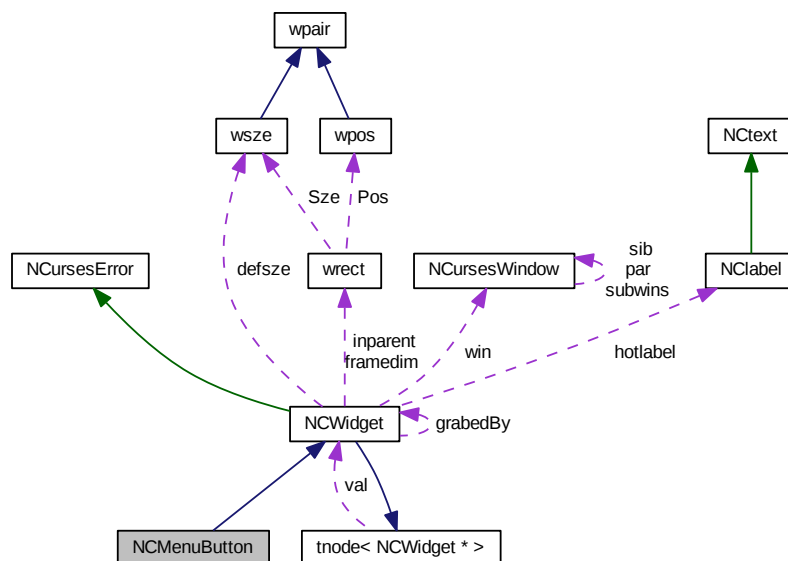 wpair
wsze
wpos
NCtext
Sze
Pos
NCursesError
defsze
wrect
NCursesWindow
sib
par
subwins
NClabel
inparent
framedim
win
hotlabel
NCWidget
grabedBy
val
NCMenuButton
tnode< NCWidget * >